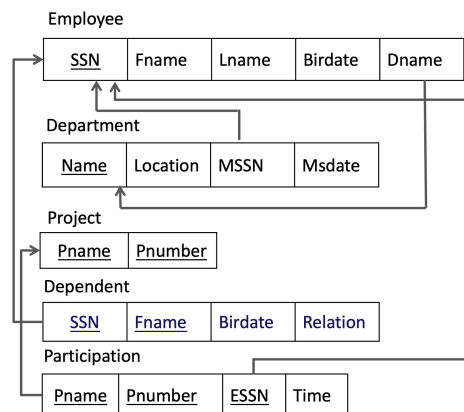 Employee
SSN Fname Lname Birdate Dname
Department
Name Location MSSN Msdate
Project
Pname Pnumber
Dependent
SSN Fname Birdate Relation
Participation
Pname Pnumber ESSN Time